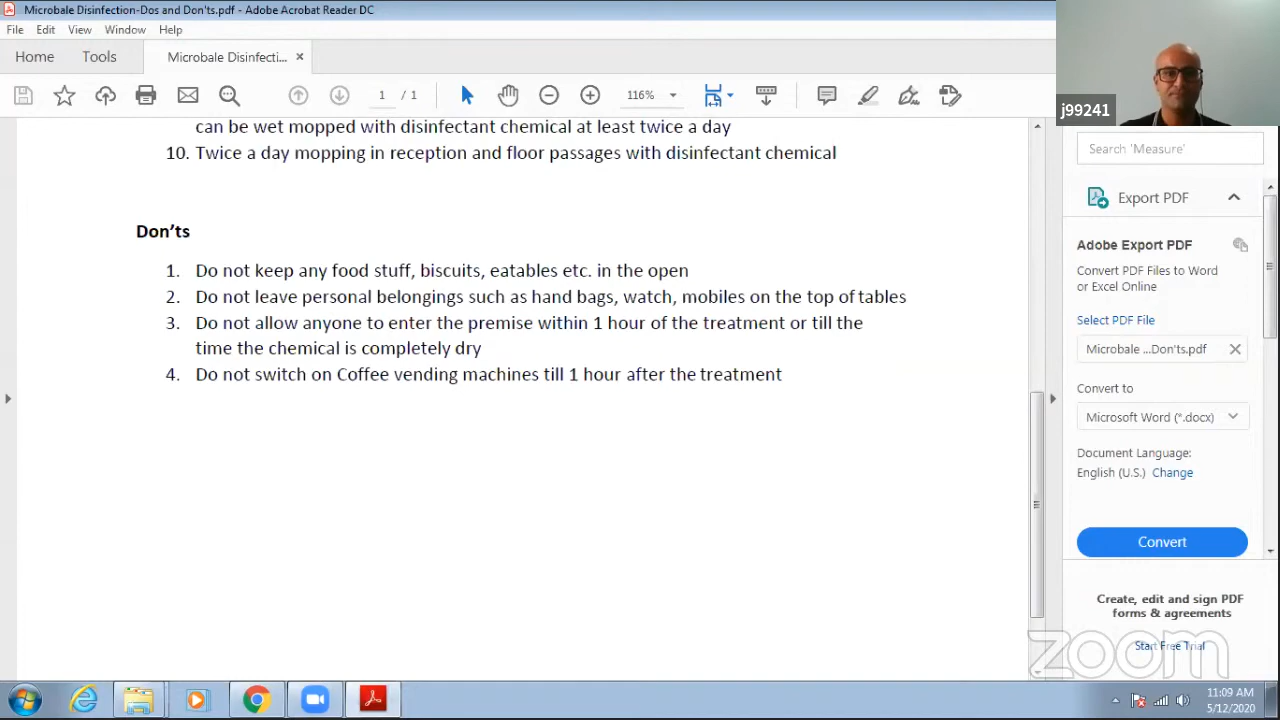 Microbale Disinfection-Dos and Don'ts.pdf - Adobe Acrobat Reader DC
File Edit View Window Help
Home Tools Microbale Disinfecti... ×
1 / 1 116%
j99241
can be wet mopped with disinfectant chemical at least twice a day
10. Twice a day mopping in reception and floor passages with disinfectant chemical
Don'ts
1. Do not keep any food stuff, biscuits, eatables etc. in the open
2. Do not leave personal belongings such as hand bags, watch, mobiles on the top of tables
3. Do not allow anyone to enter the premise within 1 hour of the treatment or till the
time the chemical is completely dry
4. Do not switch on Coffee vending machines till 1 hour after the treatment
Search 'Measure'
Export PDF
Adobe Export PDF
Convert PDF Files to Word
or Excel Online
Select PDF File
Microbale ...Don'ts.pdf
Convert to
Microsoft Word (*.docx)
Document Language:
English (U.S.) Change
Convert
Create, edit and sign PDF
forms & agreements
Start Free Trial
zoom
11:09 AM
5/12/2020